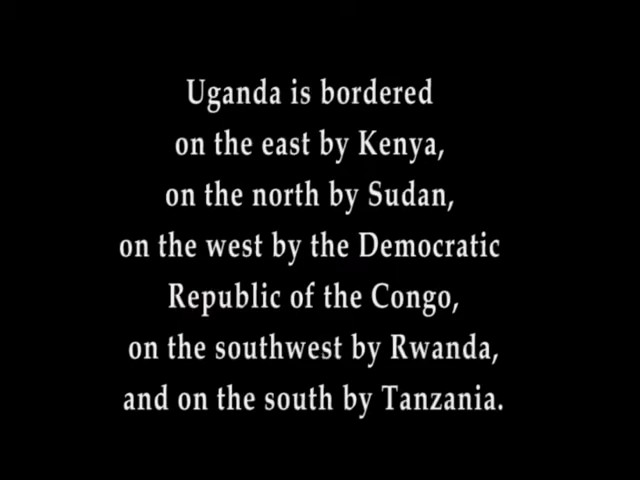 Uganda is bordered
on the east by Kenya,
on the north by Sudan,
on the west by the Democratic
Republic of the Congo,
on the southwest by Rwanda,
and on the south by Tanzania.